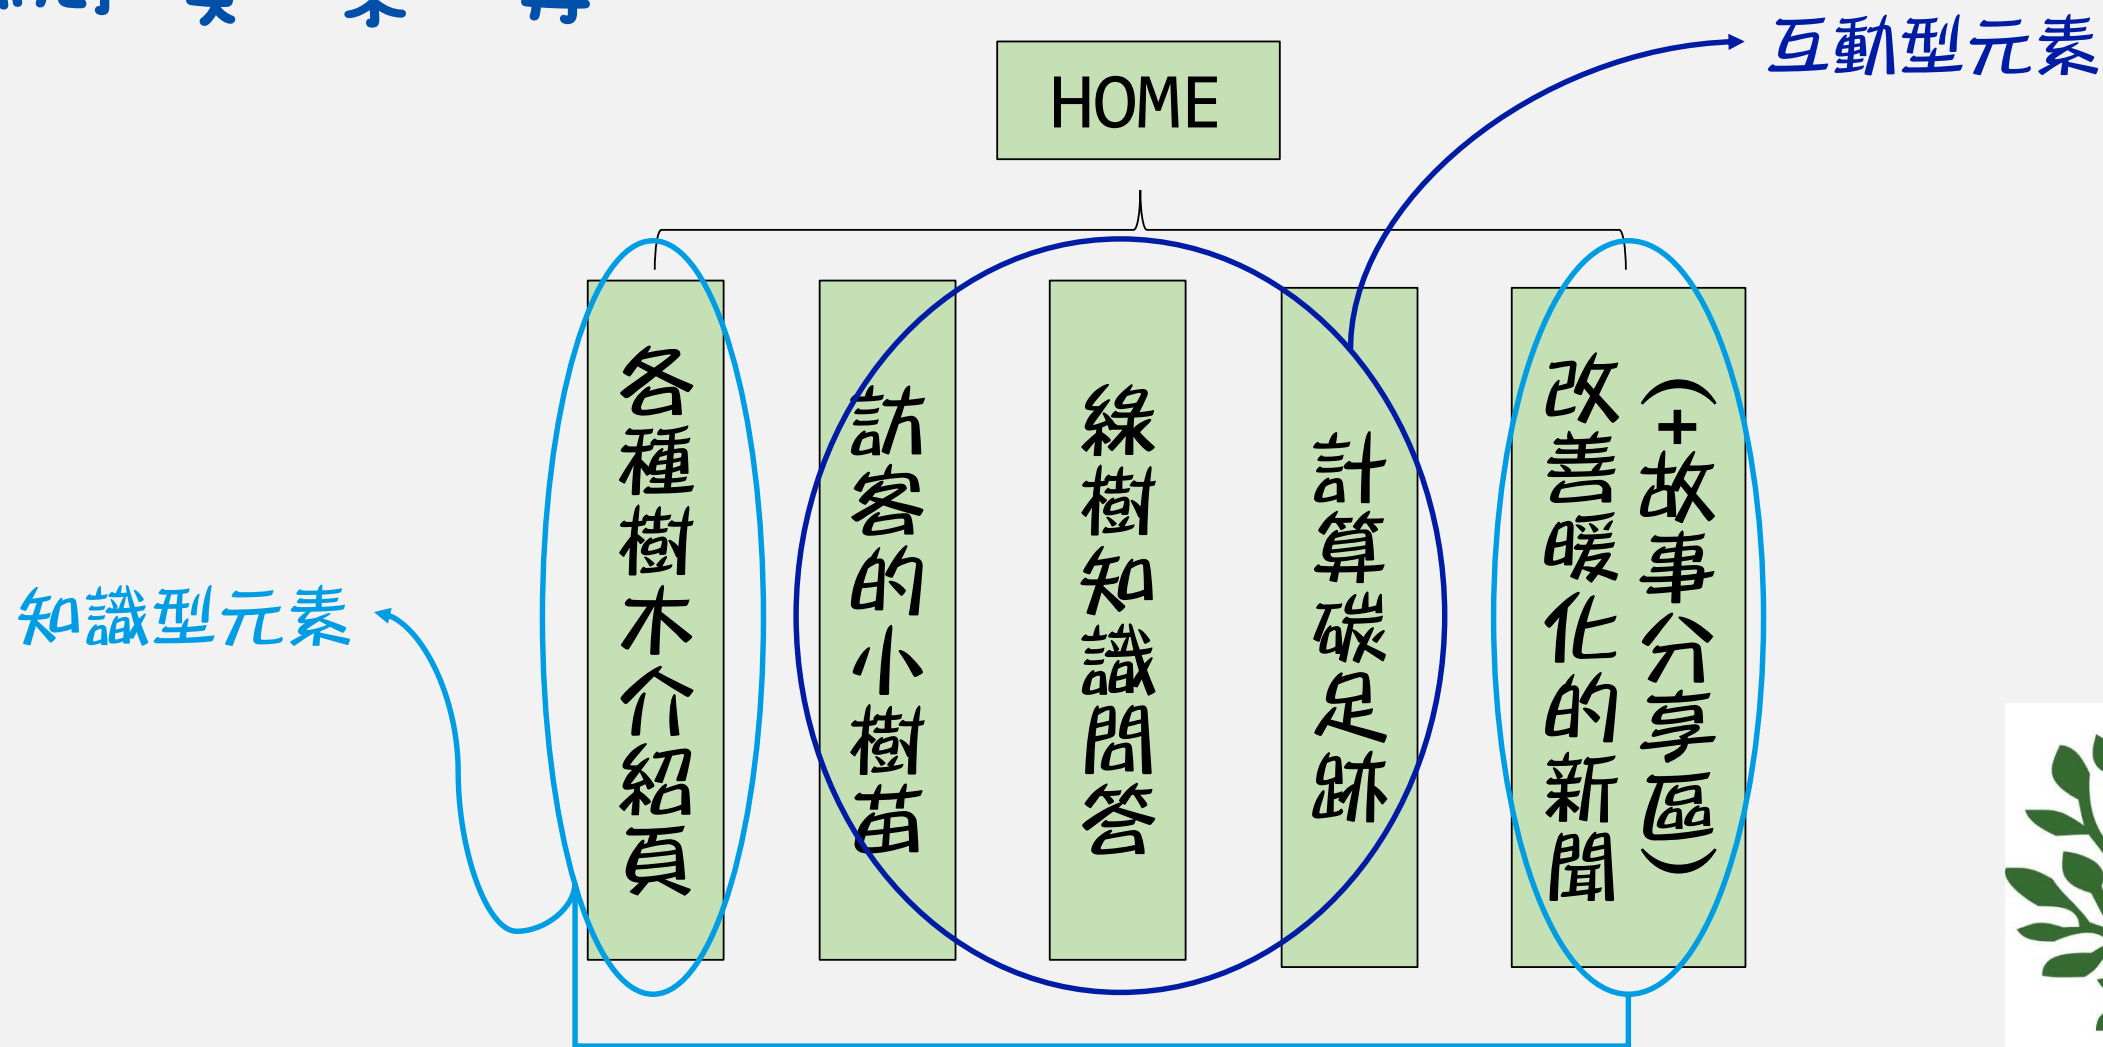 互動型元素
HOME
各種樹木介紹頁
訪客的小樹苗
綠樹知識問答
計算碳足跡
改善暖化的新聞
(+故事分享區)
知識型元素